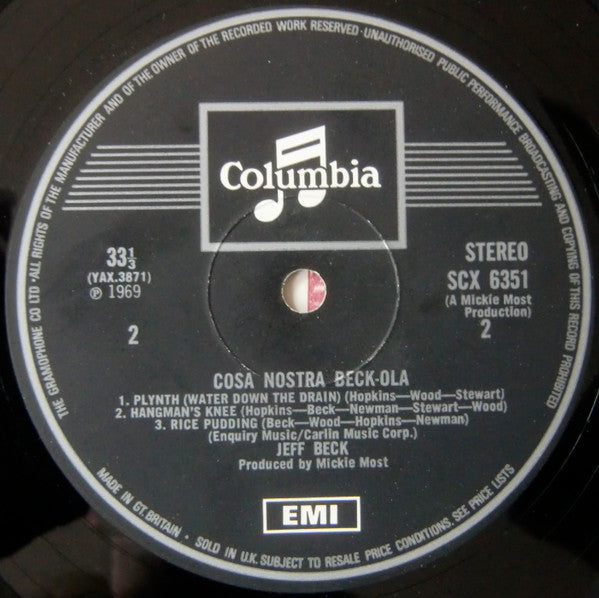 THE GRAMOPHONE CO LTD · ALL RIGHTS OF THE MANUFACTURER AND OF THE OWNER OF THE RECORDED WORK RESERVED · UNAUTHORISED PUBLIC PERFORMANCE BROADCASTING AND COPYING OF THIS RECORD PROHIBITED
Columbia
33⅓
(YAX.3871)
℗ 1969
2
STEREO
SCX 6351
(A Mickie Most
Production)
2
COSA NOSTRA BECK-OLA
1. PLYNTH (WATER DOWN THE DRAIN) (Hopkins—Wood—Stewart)
2. HANGMAN'S KNEE (Hopkins—Beck—Newman—Stewart—Wood)
3. RICE PUDDING (Beck—Wood—Hopkins—Newman)
(Enquiry Music/Carlin Music Corp.)
JEFF BECK
Produced by Mickie Most
EMI
MADE IN GT. BRITAIN · SOLD IN U.K. SUBJECT TO RESALE PRICE CONDITIONS. SEE PRICE LISTS